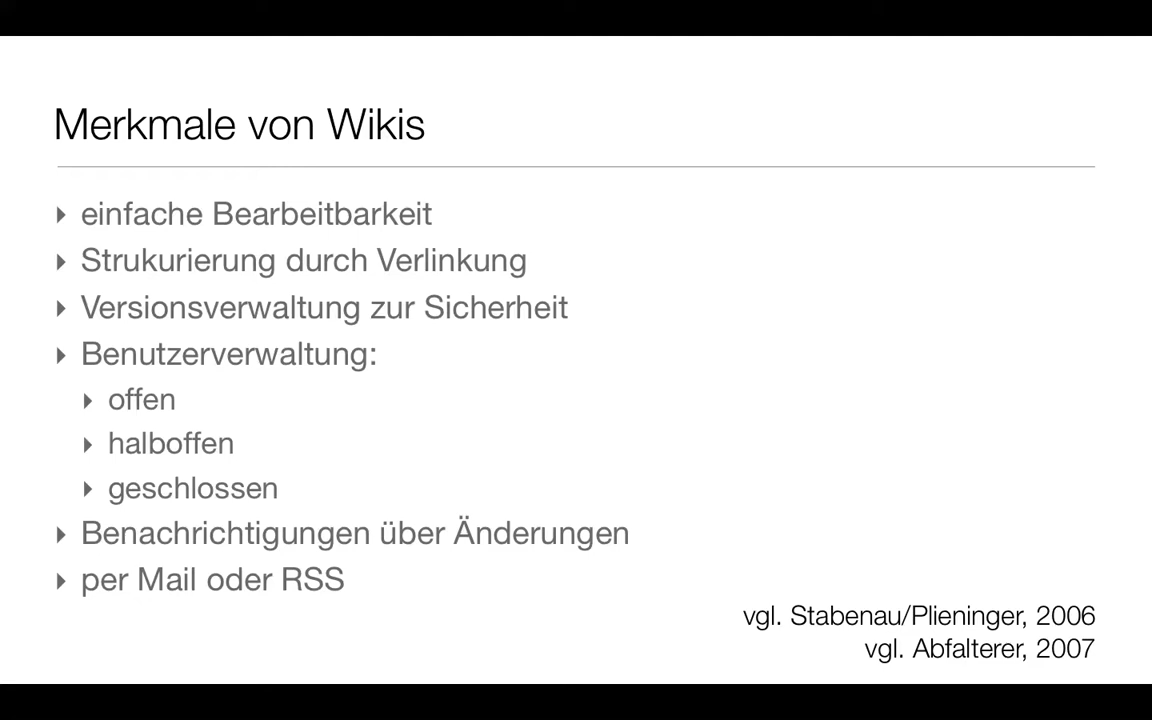 Merkmale von Wikis
‣ einfache Bearbeitbarkeit
‣ Strukurierung durch Verlinkung
‣ Versionsverwaltung zur Sicherheit
‣ Benutzerverwaltung:
‣ offen
‣ halboffen
‣ geschlossen
‣ Benachrichtigungen über Änderungen
‣ per Mail oder RSS
vgl. Stabenau/Plieninger, 2006
vgl. Abfalterer, 2007